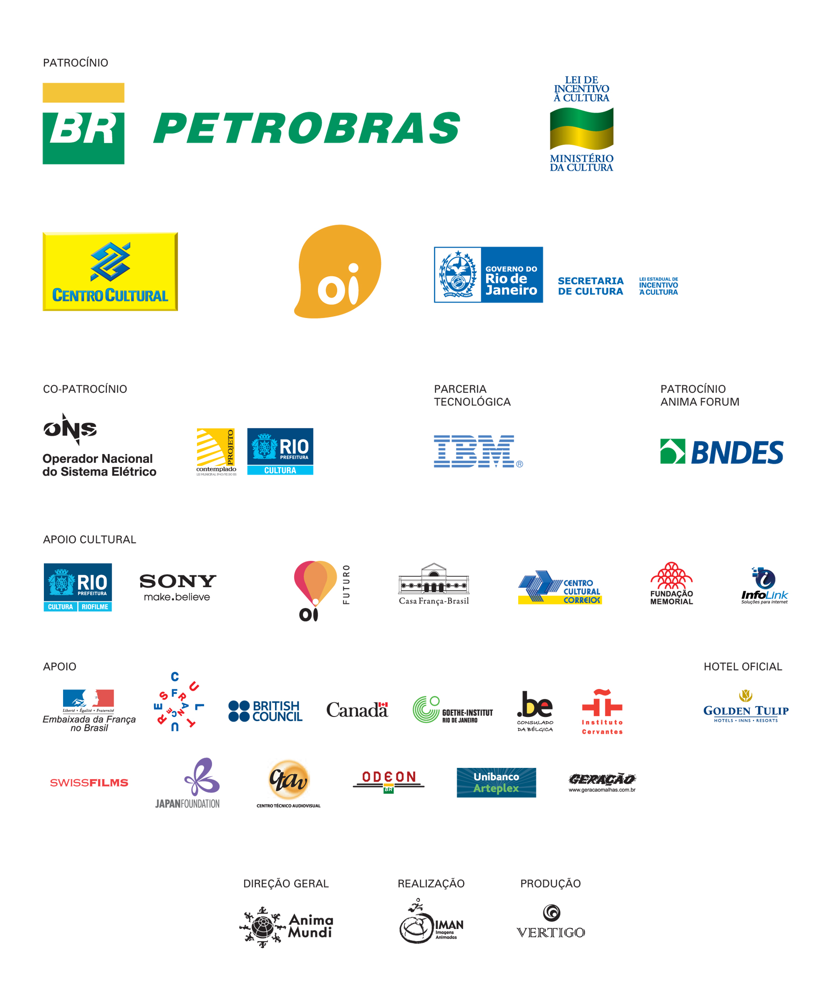 PATROCÍNIO
BR PETROBRAS
LEI DE
INCENTIVO
À CULTURA
MINISTÉRIO
DA CULTURA
CENTRO CULTURAL
oi
GOVERNO DO
Rio de
Janeiro
SECRETARIA
DE CULTURA
LEI ESTADUAL DE
INCENTIVO
À CULTURA
CO-PATROCÍNIO
ONS
Operador Nacional
do Sistema Elétrico
PROJETO
contemplado
RIO
PREFEITURA
CULTURA
PARCERIA
TECNOLÓGICA
IBM®
PATROCÍNIO
ANIMA FORUM
BNDES
APOIO CULTURAL
RIO
PREFEITURA
CULTURA RIOFILME
SONY
make.believe
oi
FUTURO
Casa França-Brasil
CENTRO
CULTURAL
CORREIOS
FUNDAÇÃO
MEMORIAL
InfoLink
Soluções para internet
APOIO
Liberté • Égalité • Fraternité
Embaixada da França
no Brasil
CULTURES
FRANCE
BRITISH
COUNCIL
Canada
GOETHE-INSTITUT
RIO DE JANEIRO
.be
CONSULADO
DA BÉLGICA
Instituto
Cervantes
HOTEL OFICIAL
GOLDEN TULIP
HOTELS • INNS • RESORTS
SWISSFILMS
JAPANFOUNDATION
ctav
CENTRO TÉCNICO AUDIOVISUAL
ODEON
BR
Unibanco
Arteplex
GERAÇÃO
www.geracaomalhas.com.br
DIREÇÃO GERAL
Anima
Mundi
REALIZAÇÃO
IMAN
Imagens
Animadas
PRODUÇÃO
VERTIGO